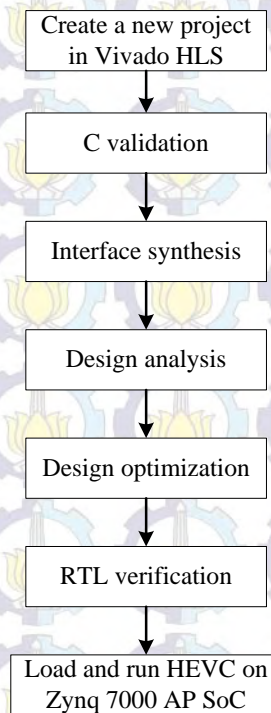 Create a new project
in Vivado HLS
C validation
Interface synthesis
Design analysis
Design optimization
RTL verification
Load and run HEVC on
Zynq 7000 AP SoC